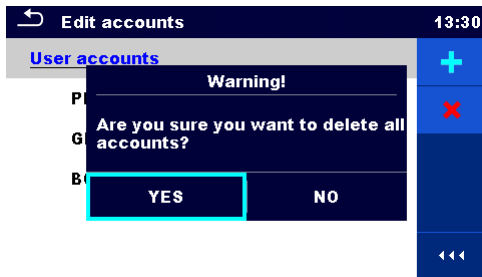 Edit accounts 13:30
User accounts
Warning!
Are you sure you want to delete all
accounts?
YES NO